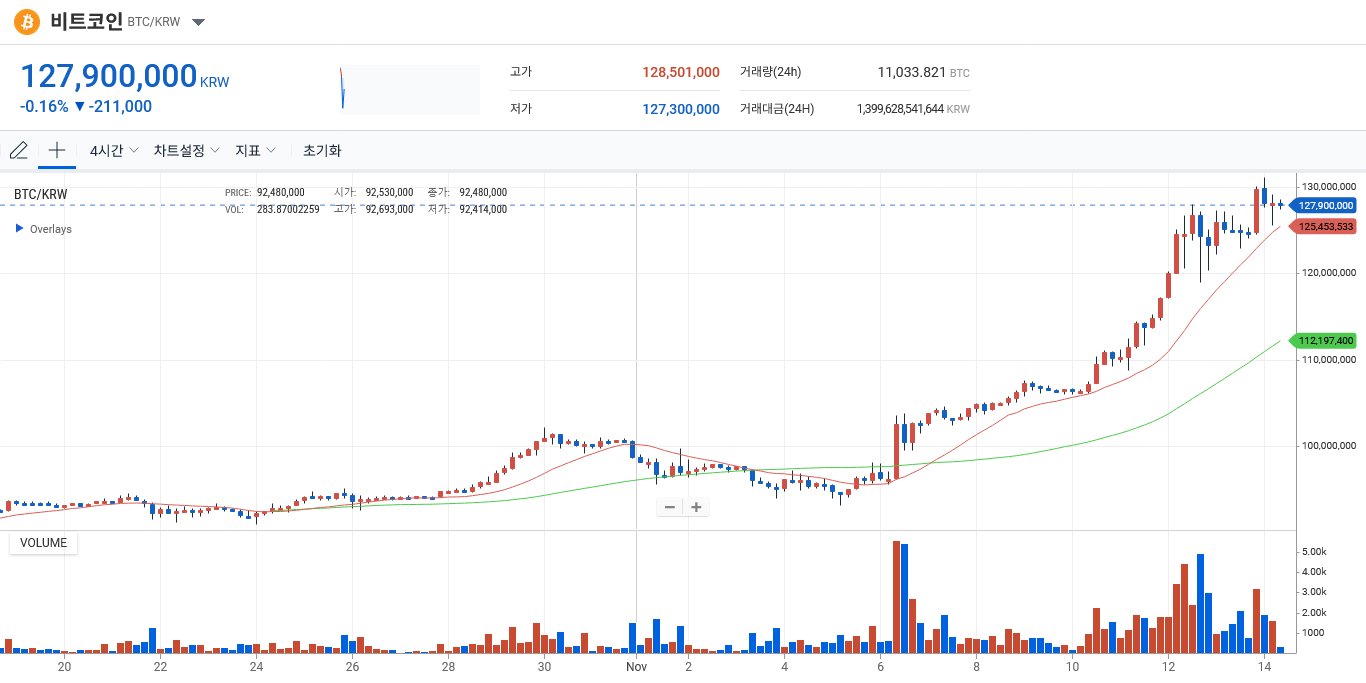 비트코인 BTC/KRW
127,900,000 KRW
-0.16% ▼ -211,000
고가 128,501,000
저가 127,300,000
거래량(24h) 11,033.821 BTC
거래대금(24H) 1,399,628,541,644 KRW
4시간 차트설정 지표 초기화
BTC/KRW
PRICE: 92,480,000 시가: 92,530,000 종가: 92,480,000
VOL: 283.87002259 고가: 92,693,000 저가: 92,414,000
Overlays
130,000,000
127,900,000
125,453,533
120,000,000
112,197,400
110,000,000
100,000,000
VOLUME
5.00k
4.00k
3.00k
2.00k
1000
20 22 24 26 28 30 Nov 2 4 6 8 10 12 14